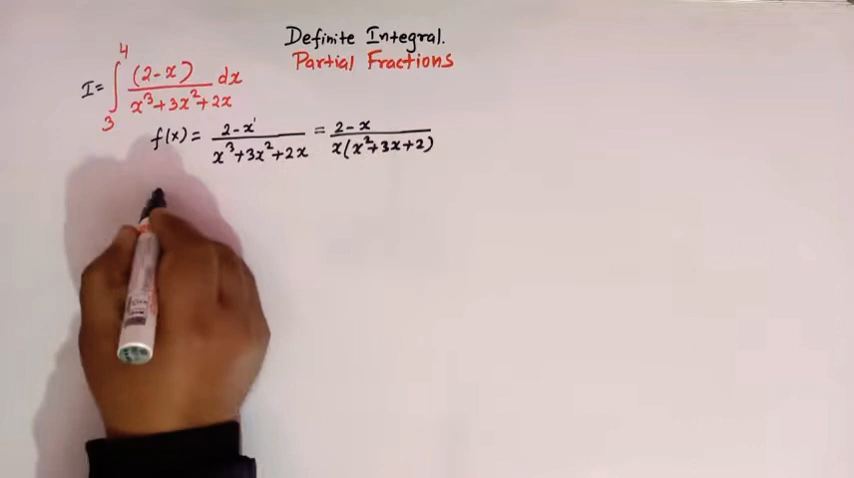 Definite Integral.
Partial Fractions
I = ∫₃⁴ (2-x)/(x³+3x²+2x) dx
f(x) = 2-x/(x³+3x²+2x) = 2-x/(x(x²+3x+2))